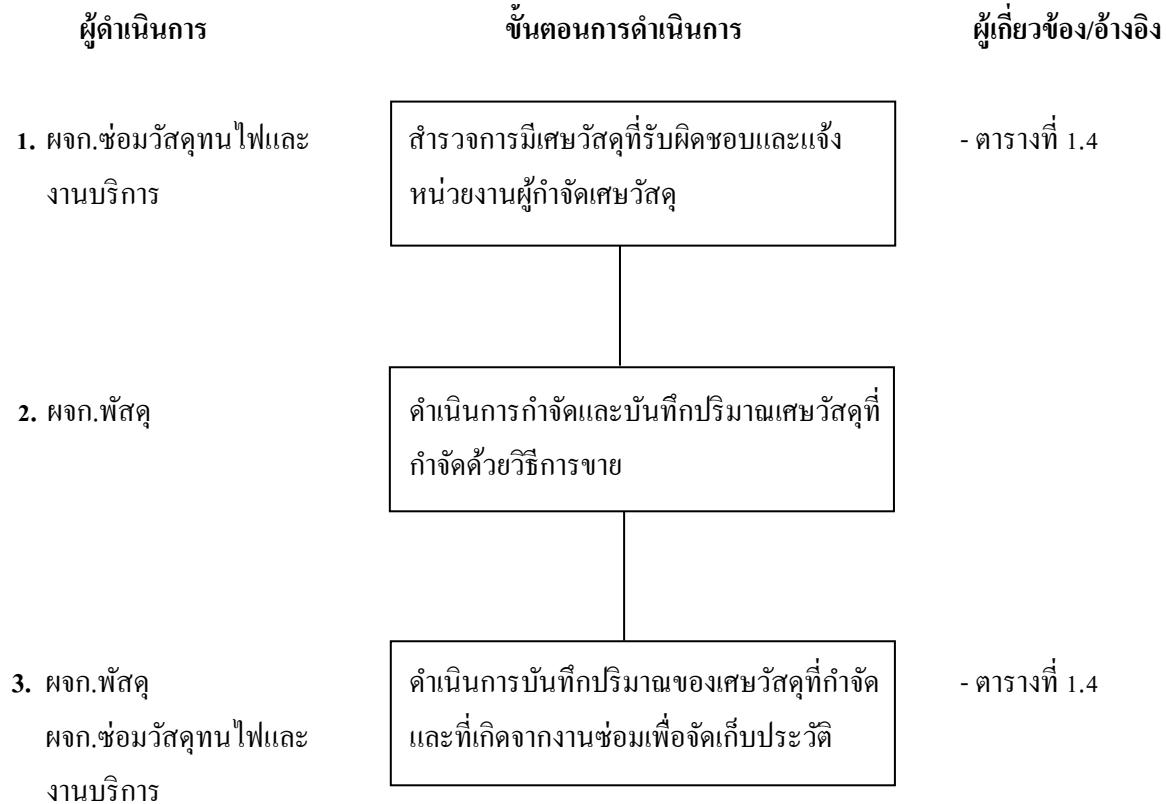 ผู้ดำเนินการ ขั้นตอนการดำเนินการ ผู้เกี่ยวข้อง/อ้างอิง
1. ผจก.ซ่อมวัสดุทนไฟและ
งานบริการ
สำรวจการมีเศษวัสดุที่รับผิดชอบและแจ้ง
หน่วยงานผู้กำจัดเศษวัสดุ
- ตารางที่ 1.4
2. ผจก.พัสดุ
ดำเนินการกำจัดและบันทึกปริมาณเศษวัสดุที่
กำจัดด้วยวิธีการขาย
3. ผจก.พัสดุ
ผจก.ซ่อมวัสดุทนไฟและ
งานบริการ
ดำเนินการบันทึกปริมาณของเศษวัสดุที่กำจัด
และที่เกิดจากงานซ่อมเพื่อจัดเก็บประวัติ
- ตารางที่ 1.4